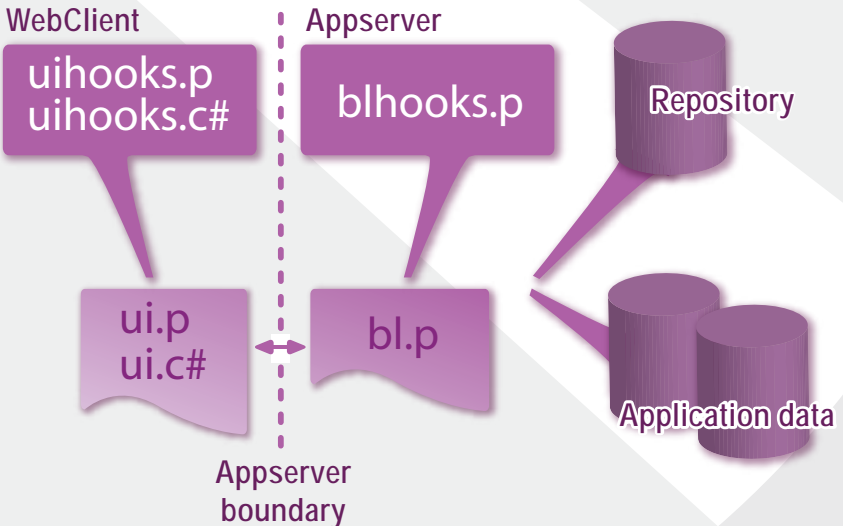 WebClient
Appserver
uihooks.p
uihooks.c#
blhooks.p
Repository
ui.p
ui.c#
bl.p
Application data
Appserver
boundary